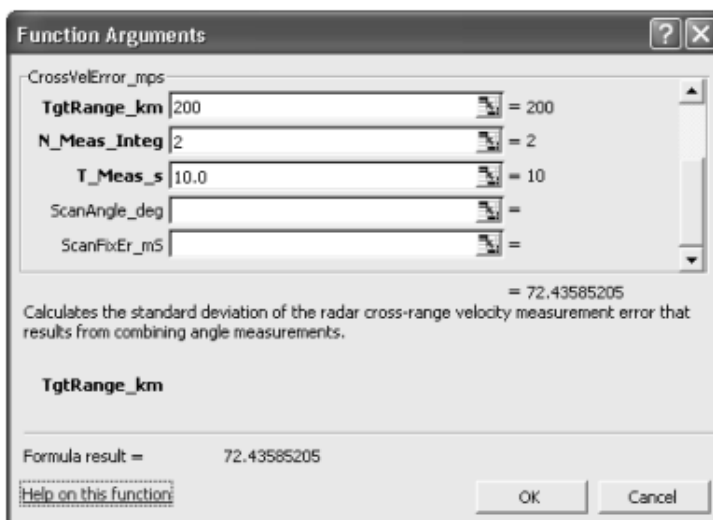 Function Arguments
CrossVelError_mps
TgtRange_km 200 = 200
N_Meas_Integ 2 = 2
T_Meas_s 10.0 = 10
ScanAngle_deg =
ScanFixEr_mS =
= 72.43585205
Calculates the standard deviation of the radar cross-range velocity measurement error that
results from combining angle measurements.
TgtRange_km
Formula result = 72.43585205
Help on this function OK Cancel